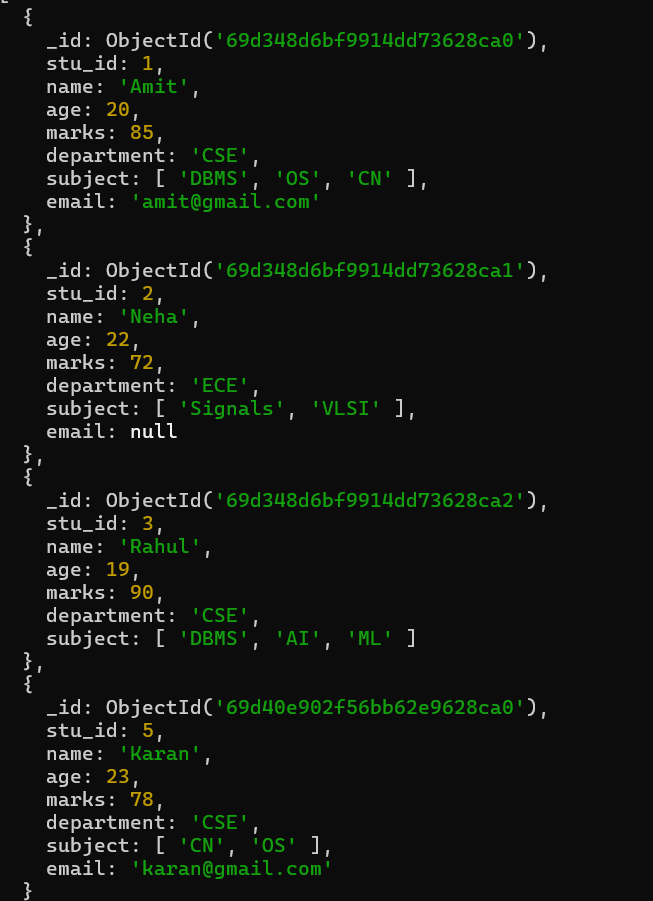 {
_id: ObjectId('69d348d6bf9914dd73628ca0'),
stu_id: 1,
name: 'Amit',
age: 20,
marks: 85,
department: 'CSE',
subject: [ 'DBMS', 'OS', 'CN' ],
email: 'amit@gmail.com'
},
{
_id: ObjectId('69d348d6bf9914dd73628ca1'),
stu_id: 2,
name: 'Neha',
age: 22,
marks: 72,
department: 'ECE',
subject: [ 'Signals', 'VLSI' ],
email: null
},
{
_id: ObjectId('69d348d6bf9914dd73628ca2'),
stu_id: 3,
name: 'Rahul',
age: 19,
marks: 90,
department: 'CSE',
subject: [ 'DBMS', 'AI', 'ML' ]
},
{
_id: ObjectId('69d40e902f56bb62e9628ca0'),
stu_id: 5,
name: 'Karan',
age: 23,
marks: 78,
department: 'CSE',
subject: [ 'CN', 'OS' ],
email: 'karan@gmail.com'
}